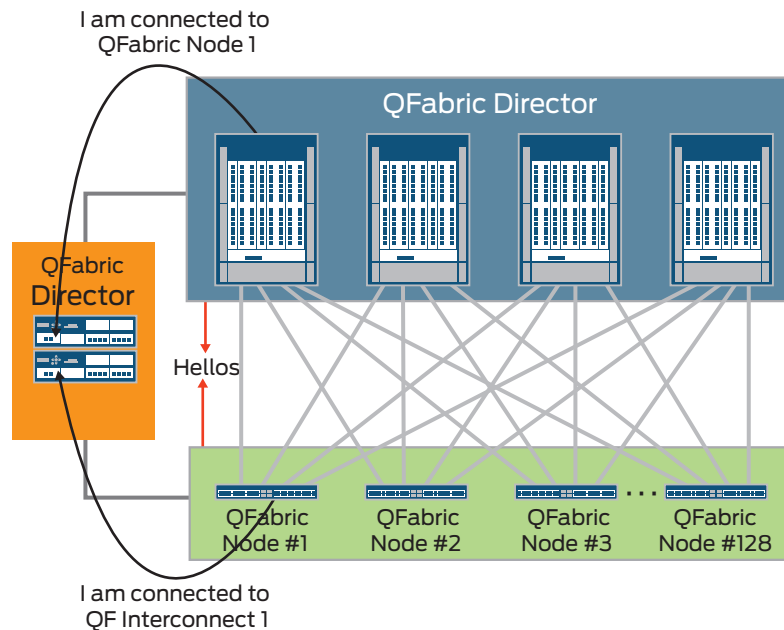 I am connected to
QFabric Node 1
QFabric Director
QFabric
Director
Hellos
...
QFabric
Node #1
QFabric
Node #2
QFabric
Node #3
QFabric
Node #128
I am connected to
QF Interconnect 1